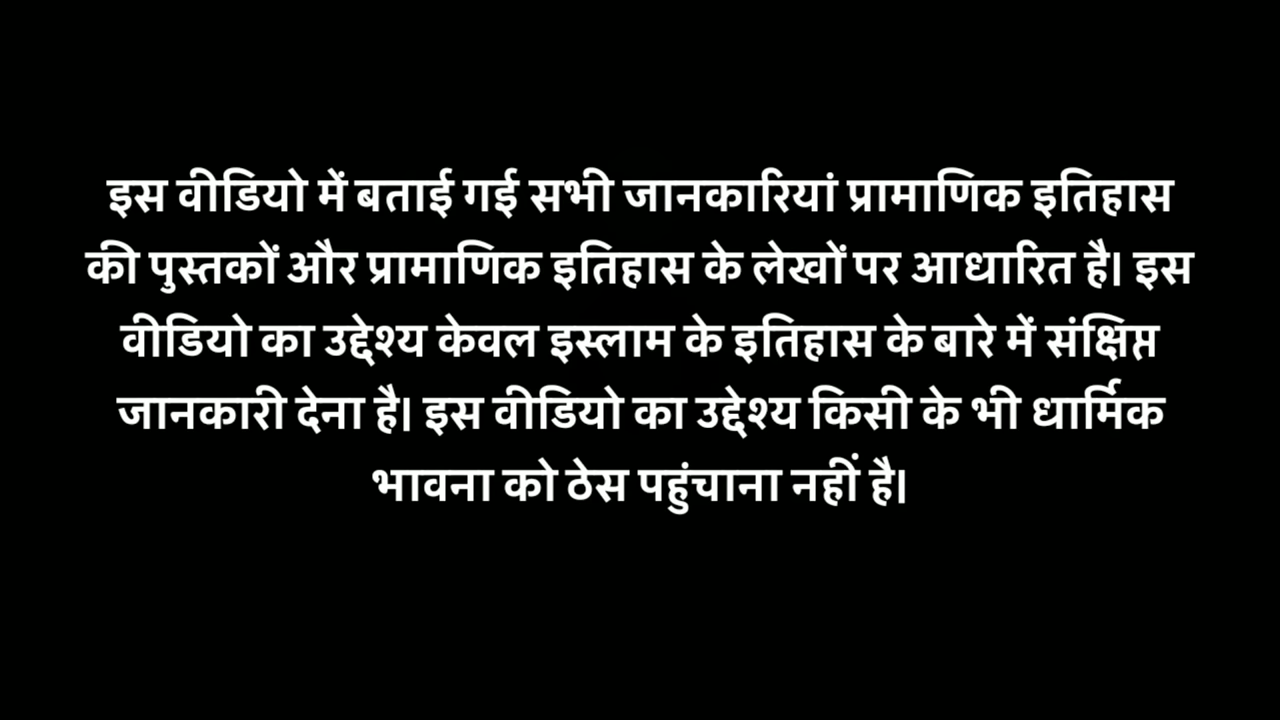 इस वीडियो में बताई गई सभी जानकारियां प्रामाणिक इतिहास
की पुस्तकों और प्रामाणिक इतिहास के लेखों पर आधारित है। इस
वीडियो का उद्देश्य केवल इस्लाम के इतिहास के बारे में संक्षिप्त
जानकारी देना है। इस वीडियो का उद्देश्य किसी के भी धार्मिक
भावना को ठेस पहुंचाना नहीं है।